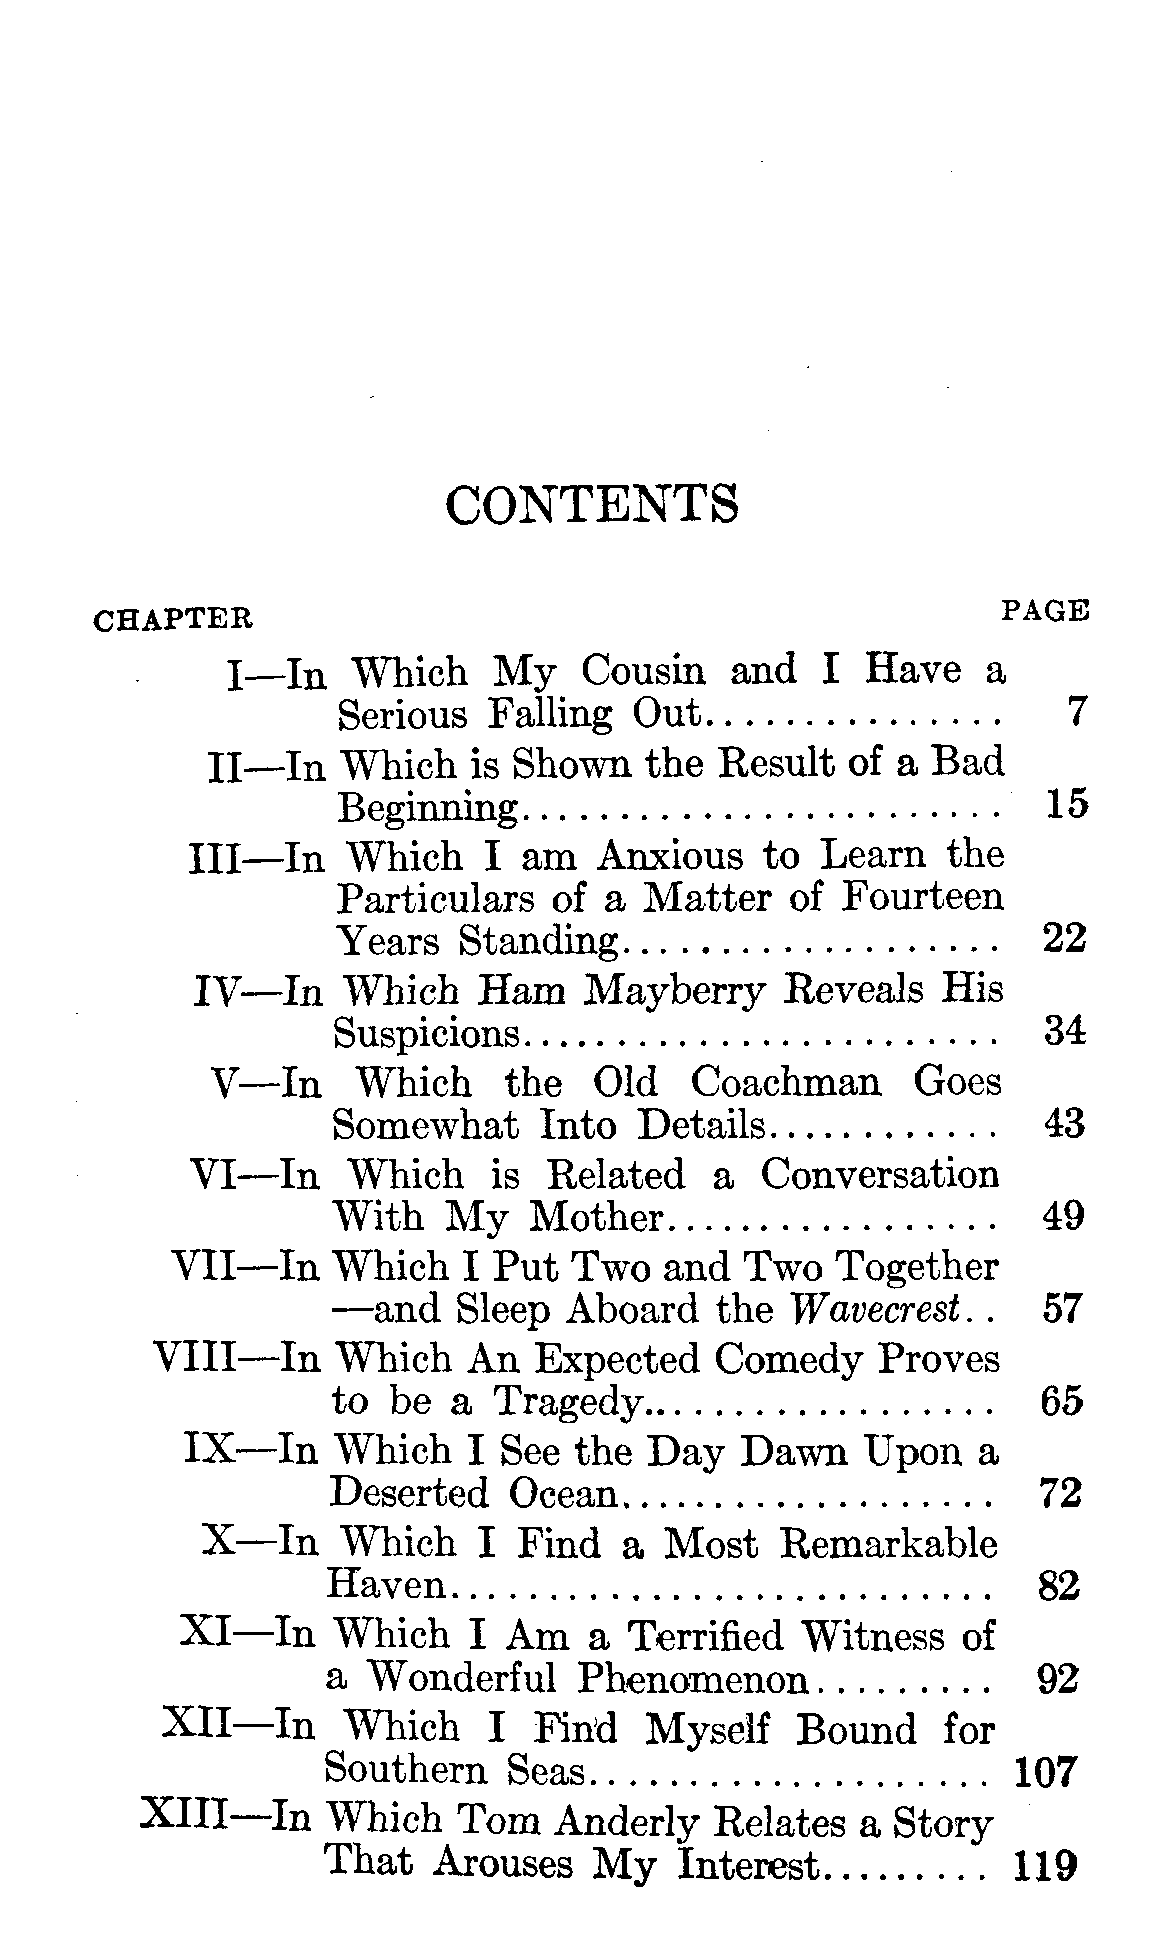 CONTENTS
CHAPTER PAGE
I—In Which My Cousin and I Have a
Serious Falling Out............... 7
II—In Which is Shown the Result of a Bad
Beginning........................ 15
III—In Which I am Anxious to Learn the
Particulars of a Matter of Fourteen
Years Standing................... 22
IV—In Which Ham Mayberry Reveals His
Suspicions........................ 34
V—In Which the Old Coachman Goes
Somewhat Into Details............ 43
VI—In Which is Related a Conversation
With My Mother................. 49
VII—In Which I Put Two and Two Together
—and Sleep Aboard the Wavecrest.. 57
VIII—In Which An Expected Comedy Proves
to be a Tragedy.................. 65
IX—In Which I See the Day Dawn Upon a
Deserted Ocean................... 72
X—In Which I Find a Most Remarkable
Haven............................ 82
XI—In Which I Am a Terrified Witness of
a Wonderful Phenomenon......... 92
XII—In Which I Find Myself Bound for
Southern Seas.................... 107
XIII—In Which Tom Anderly Relates a Story
That Arouses My Interest......... 119